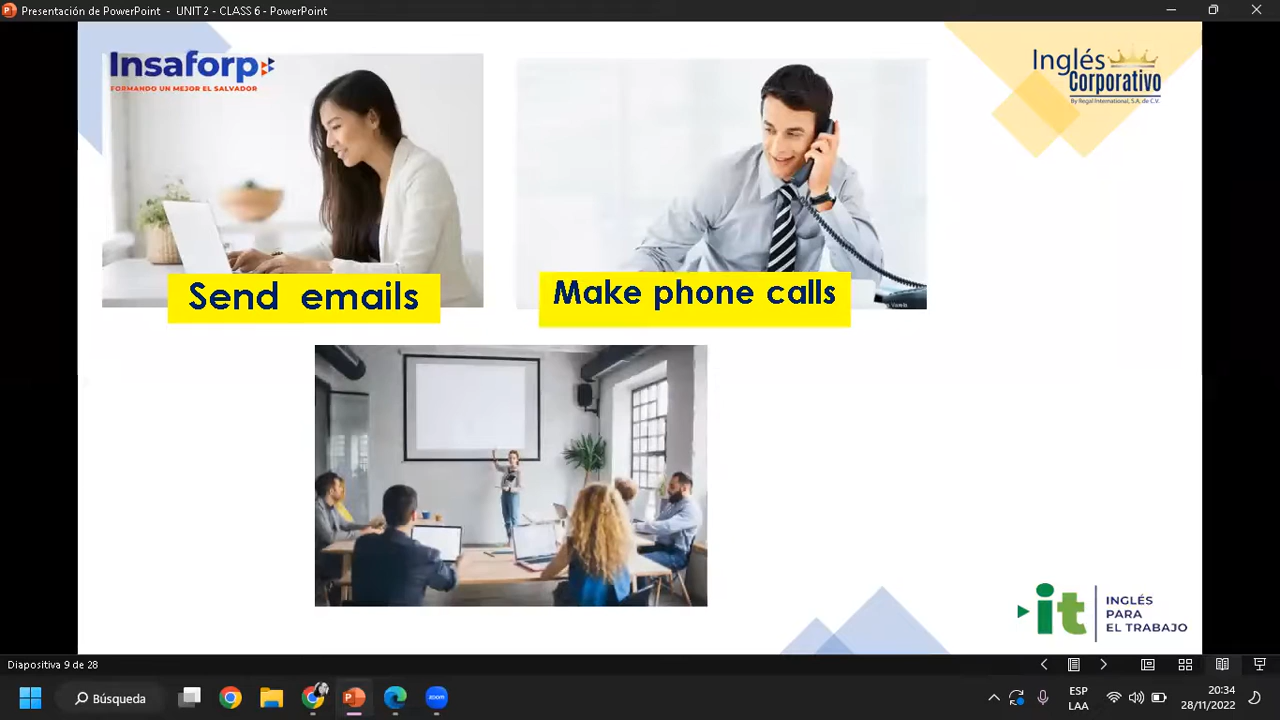 Presentación de PowerPoint - UNIT 2 - CLASS 6 - PowerPoint
Insaforp
FORMANDO UN MEJOR EL SALVADOR
Inglés
Corporativo
By Regal International, S.A. de C.V.
Send emails
Make phone calls
it
INGLÉS
PARA
EL TRABAJO
Diapositiva 9 de 28
Búsqueda
zoom
ESP
LAA
20:34
28/11/2022